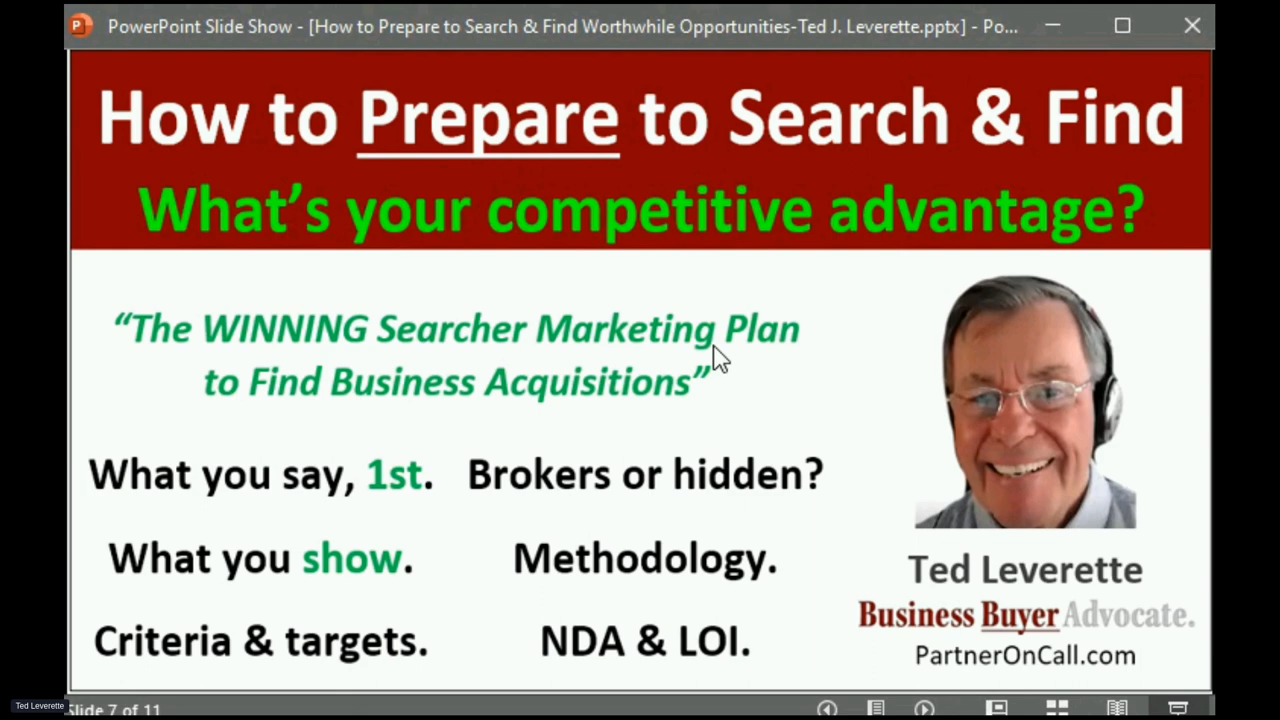 PowerPoint Slide Show - [How to Prepare to Search & Find Worthwhile Opportunities-Ted J. Leverette.pptx] - Po...
How to Prepare to Search & Find
What's your competitive advantage?
“The WINNING Searcher Marketing Plan
to Find Business Acquisitions”
What you say, 1st. Brokers or hidden?
What you show. Methodology.
Criteria & targets. NDA & LOI.
Ted Leverette
Business Buyer Advocate.
PartnerOnCall.com
Ted Leverette
Slide 7 of 11